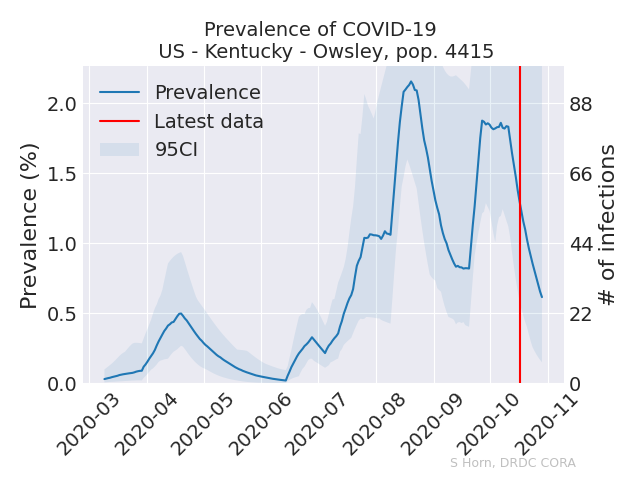 Prevalence of COVID-19
US - Kentucky - Owsley, pop. 4415
Prevalence
Latest data
95CI
Prevalence (%)
2.0
1.5
1.0
0.5
0.0
88
66
44
22
0
# of infections
2020-03
2020-04
2020-05
2020-06
2020-07
2020-08
2020-09
2020-10
2020-11
S Horn, DRDC CORA